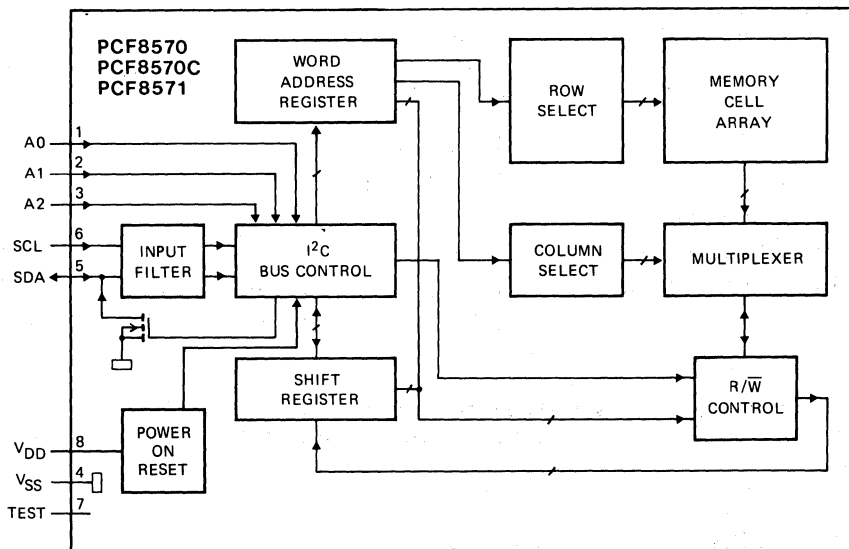 PCF8570
PCF8570C
PCF8571
WORD
ADDRESS
REGISTER
ROW
SELECT
MEMORY
CELL
ARRAY
A0
1
A1
2
A2
3
SCL
6
SDA
5
INPUT
FILTER
I²C
BUS CONTROL
COLUMN
SELECT
MULTIPLEXER
SHIFT
REGISTER
R/W̅
CONTROL
POWER
ON
RESET
VDD
8
VSS
4
TEST
7